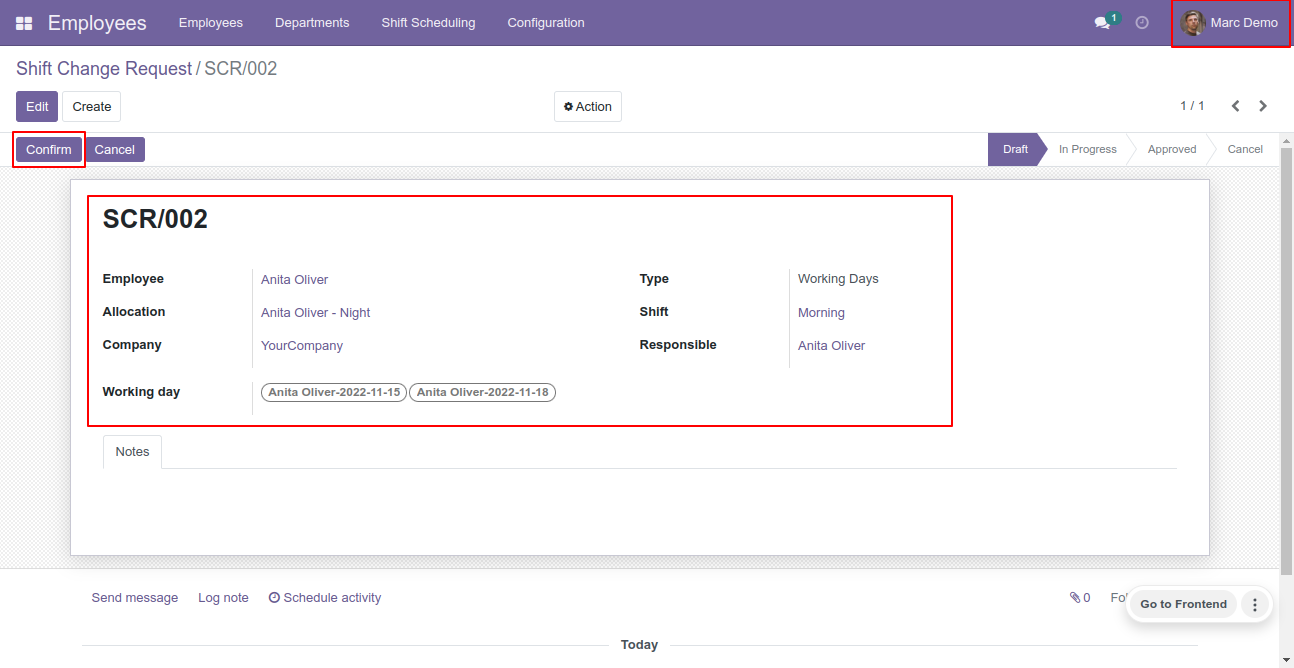 Employees Employees Departments Shift Scheduling Configuration 1 Marc Demo
Shift Change Request / SCR/002
Edit Create Action 1 / 1
Confirm Cancel Draft In Progress Approved Cancel
SCR/002
Employee Anita Oliver Type Working Days
Allocation Anita Oliver - Night Shift Morning
Company YourCompany Responsible Anita Oliver
Working day Anita Oliver-2022-11-15 Anita Oliver-2022-11-18
Notes
Send message Log note Schedule activity 0
Go to Frontend
Today